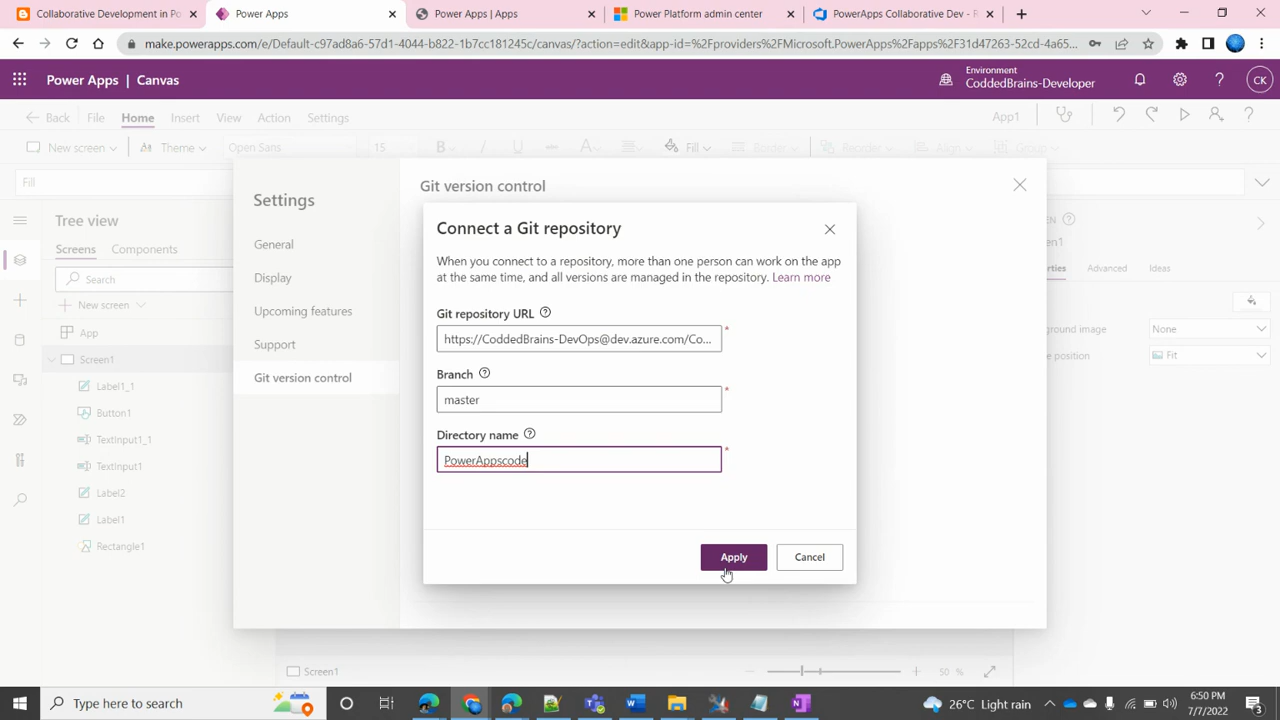 Collaborative Development in Po
Power Apps
Power Apps | Apps
Power Platform admin center
PowerApps Collaborative Dev - R
make.powerapps.com/e/Default-c97ad8a6-57d1-4044-b822-1b7c181245c/canvas/?action=edit&app-id=%2Fproviders%2FMicrosoft.PowerApps%2Fapps%2F31d47263-52cd-4a65...
Power Apps | Canvas
Environment
CoddedBrains-Developer
CK
Back
File
Home
Insert
View
Action
Settings
App1
New screen
Theme
Open Sans
15
B
Fill
Border
Reorder
Align
Group
Fill
Tree view
Screens
Components
Search
New screen
App
Screen1
Label1_1
Button1
TextInput1_1
TextInput1
Label2
Label1
Rectangle1
Settings
General
Display
Upcoming features
Support
Git version control
Git version control
Connect a Git repository
When you connect to a repository, more than one person can work on the app
at the same time, and all versions are managed in the repository. Learn more
Git repository URL
https://CoddedBrains-DevOps@dev.azure.com/Co...
*
Branch
master
*
Directory name
PowerAppscode
*
Apply
Cancel
EEN
en1
erties
Advanced
Ideas
ground image
None
e position
Fit
Screen1
50 %
Type here to search
26°C Light rain
6:50 PM
7/7/2022
3